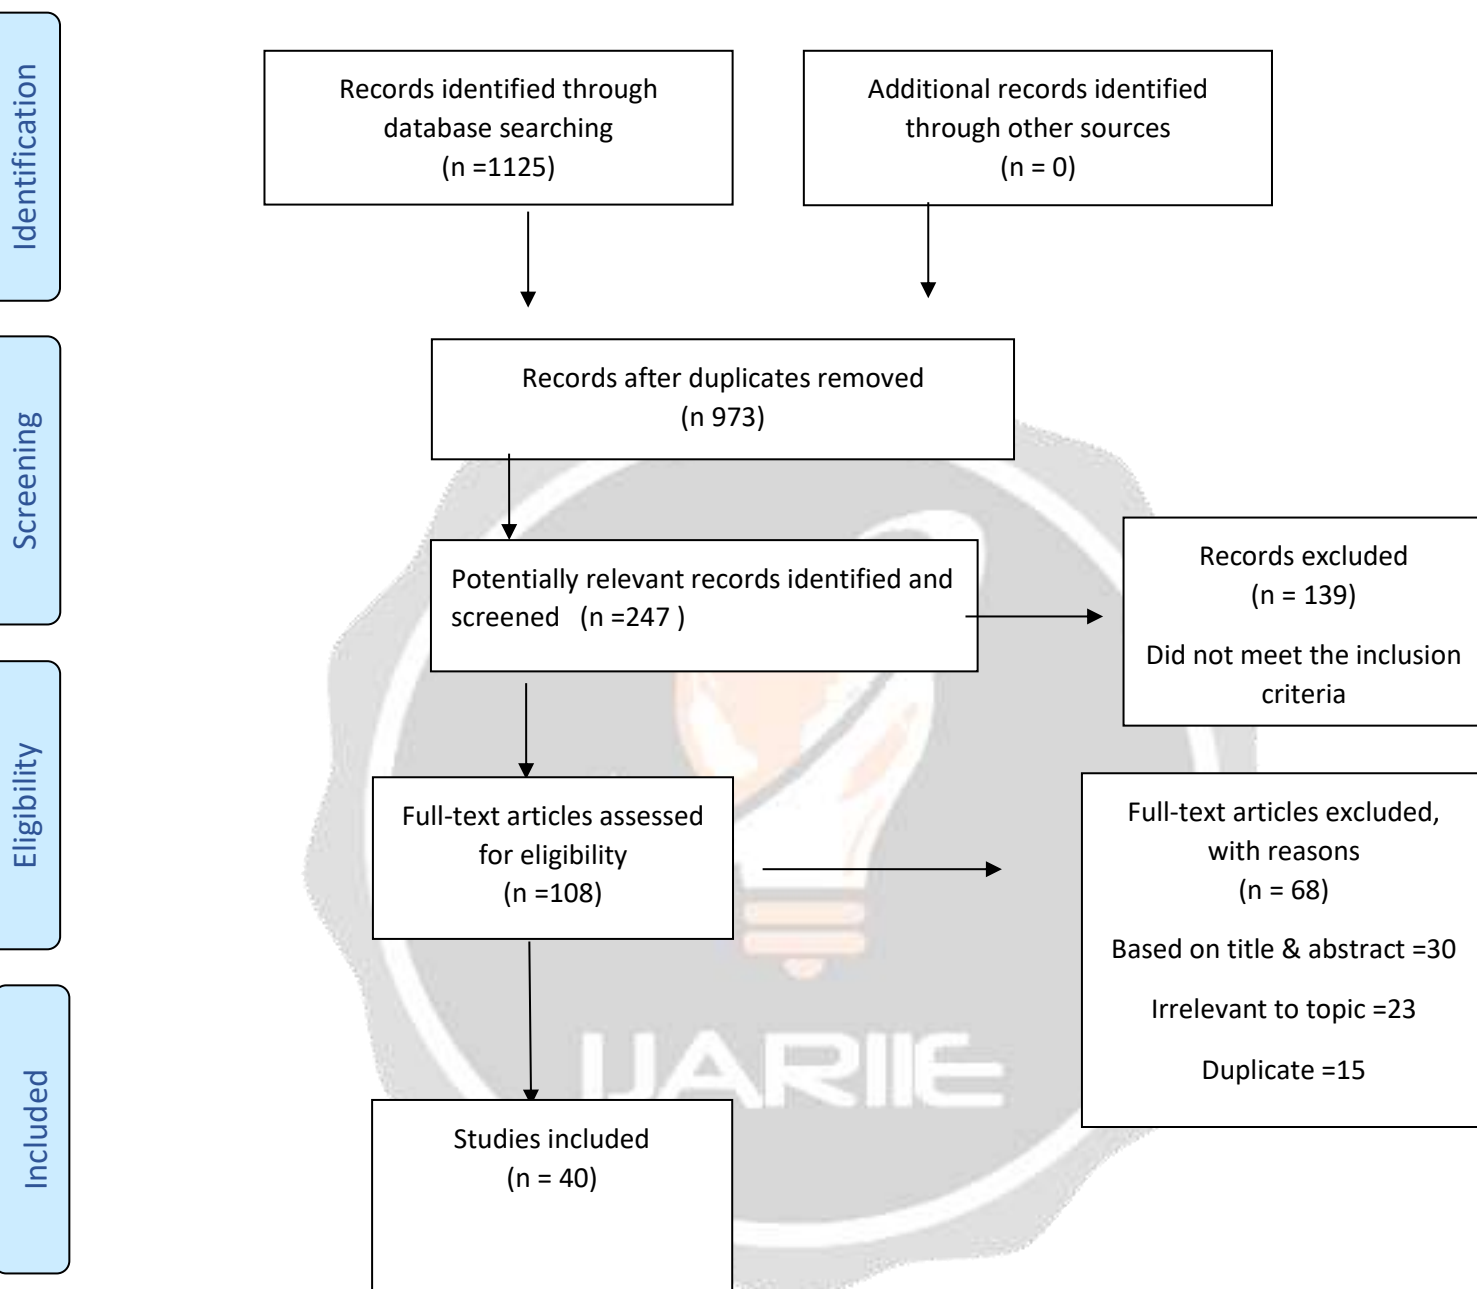 Identification
Records identified through
database searching
(n =1125)
Additional records identified
through other sources
(n = 0)
Screening
Records after duplicates removed
(n 973)
Potentially relevant records identified and
screened   (n =247 )
Records excluded
(n = 139)
Did not meet the inclusion
criteria
Eligibility
Full-text articles assessed
for eligibility
(n =108)
Full-text articles excluded,
with reasons
(n = 68)
Based on title & abstract =30
Irrelevant to topic =23
Duplicate =15
Included
Studies included
(n = 40)
IJARIIE